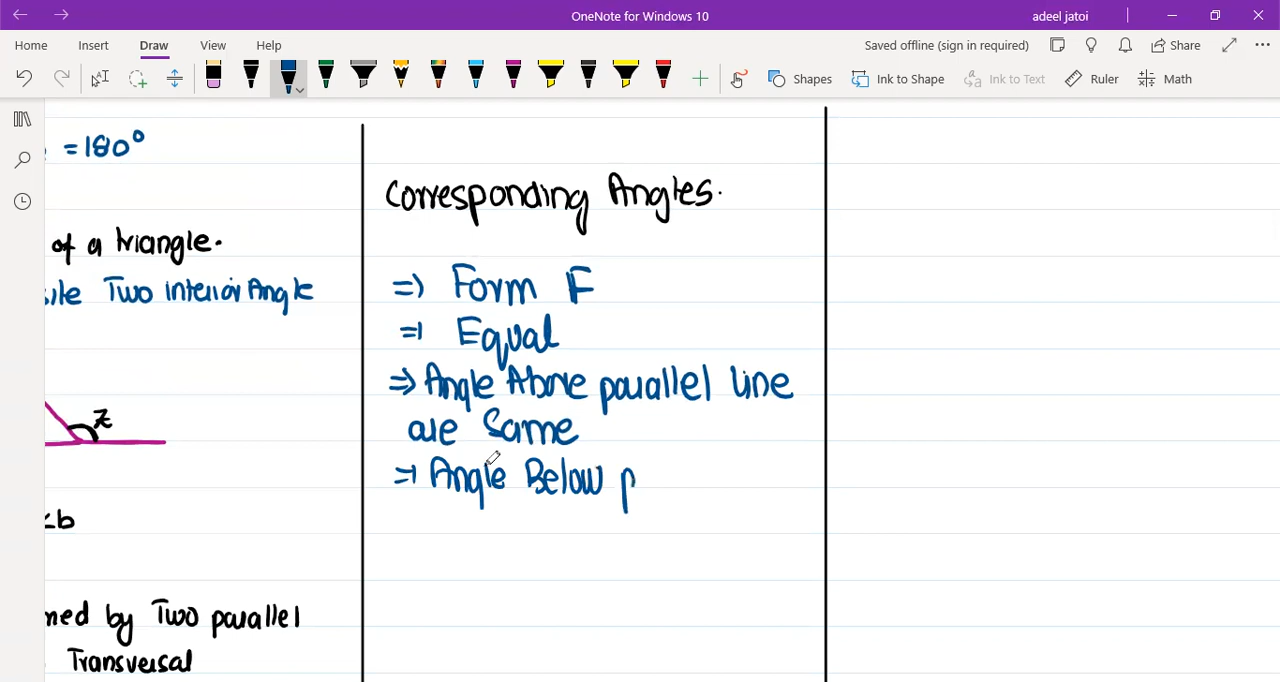 OneNote for Windows 10
adeel jatoi
Home Insert Draw View Help
Saved offline (sign in required)
Share
Shapes
Ink to Shape
Ink to Text
Ruler
Math
= 180°
of a triangle.
Two interior Angle
z
<b
by Two parallel
Transversal
Corresponding Angles.
=> Form F
=> Equal
=> Angle Above parallel line
are Same
=> Angle Below p